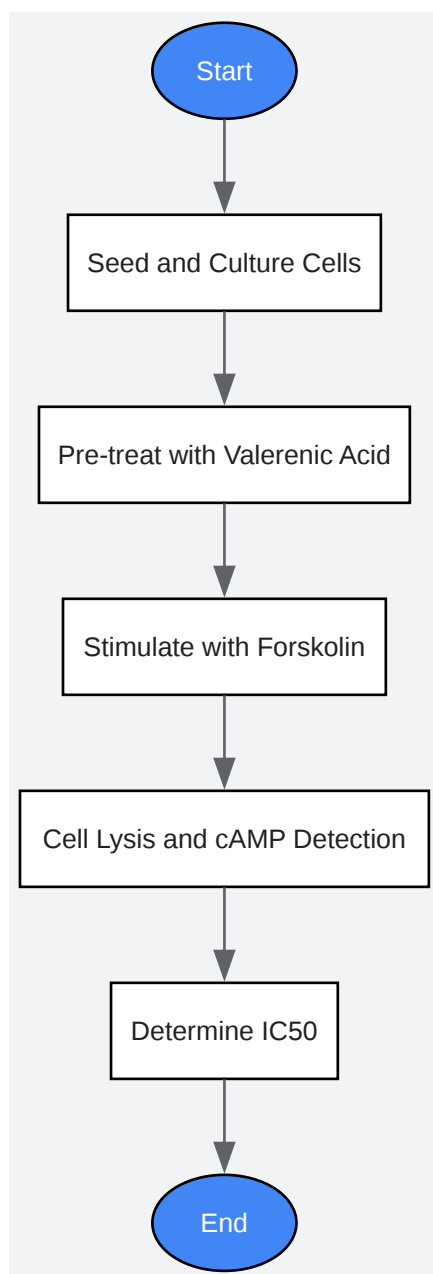 Start
Seed and Culture Cells
Pre-treat with Valerenic Acid
Stimulate with Forskolin
Cell Lysis and cAMP Detection
Determine IC50
End